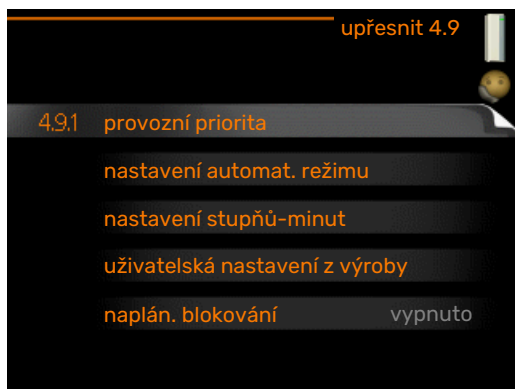 upřesnit 4.9
4.9.1 provozní priorita
nastavení automat. režimu
nastavení stupňů-minut
uživatelská nastavení z výroby
naplán. blokování vypnuto